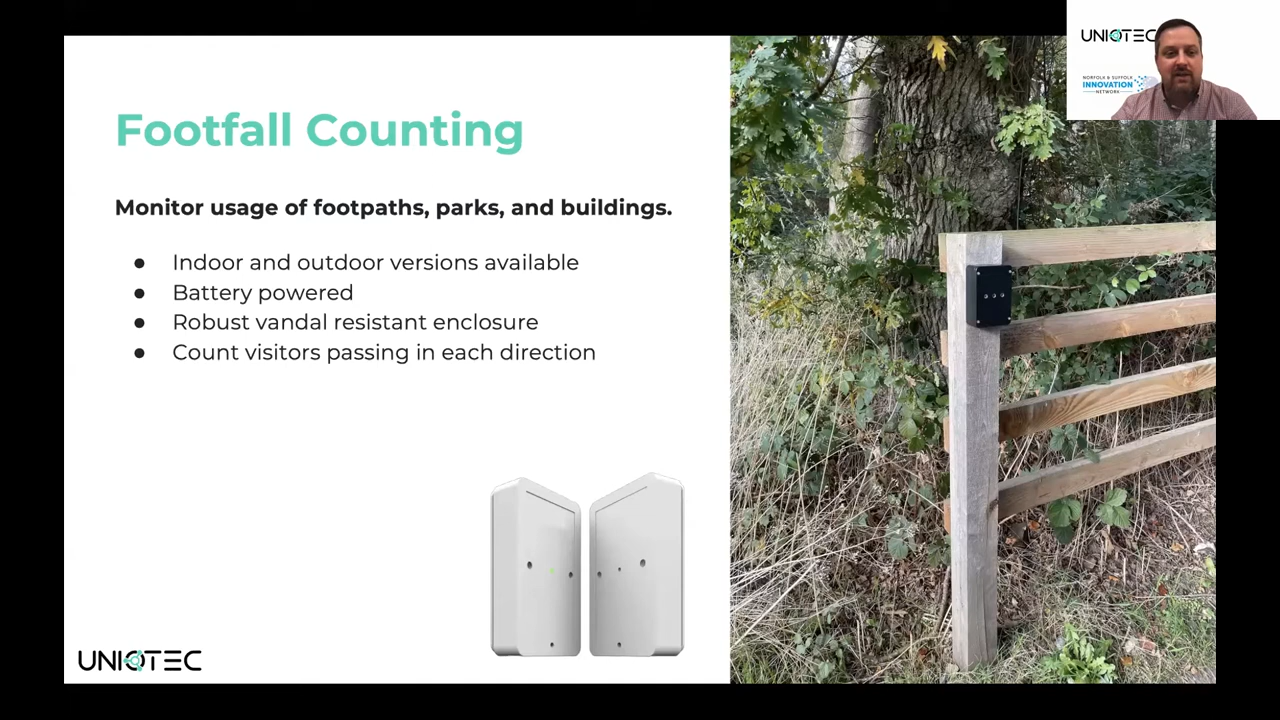 Footfall Counting
Monitor usage of footpaths, parks, and buildings.
● Indoor and outdoor versions available
● Battery powered
● Robust vandal resistant enclosure
● Count visitors passing in each direction
UNIOTEC
UNIOTEC
NORFOLK & SUFFOLK
INNOVATION
NETWORK